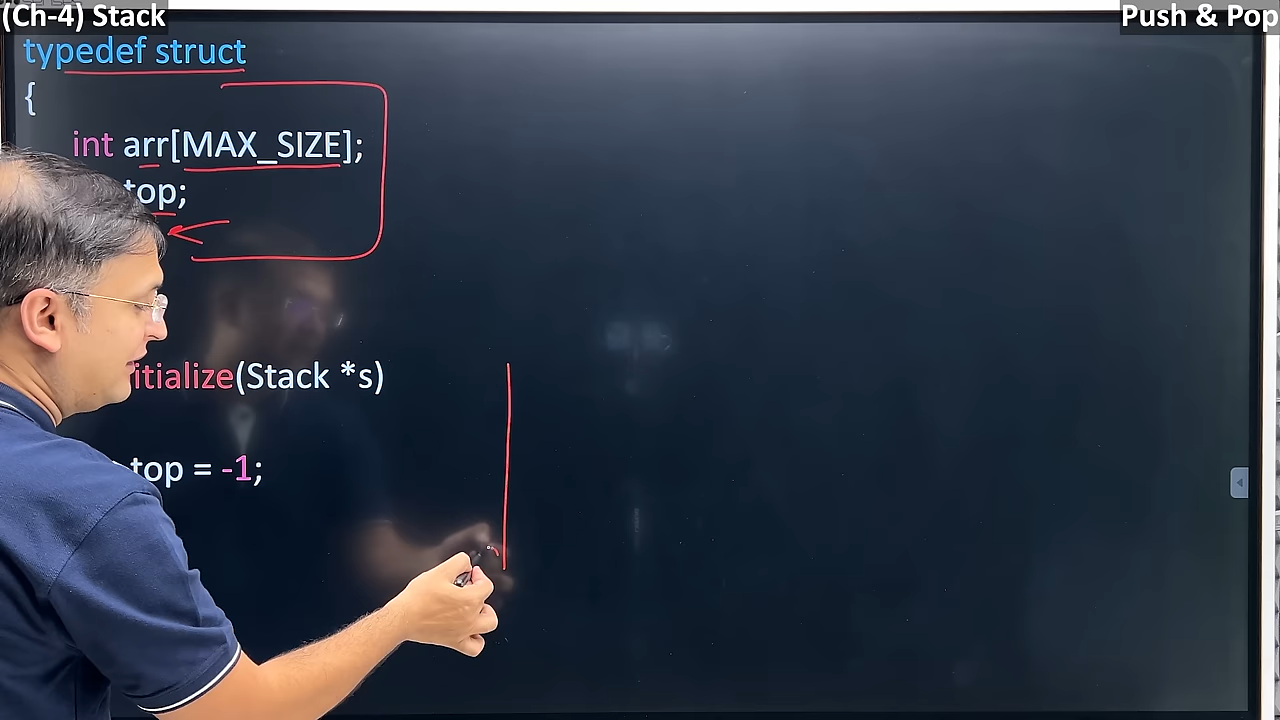 (Ch-4) Stack
Push & Pop
typedef struct
{
int arr[MAX_SIZE];
top;
itialize(Stack *s)
top = -1;